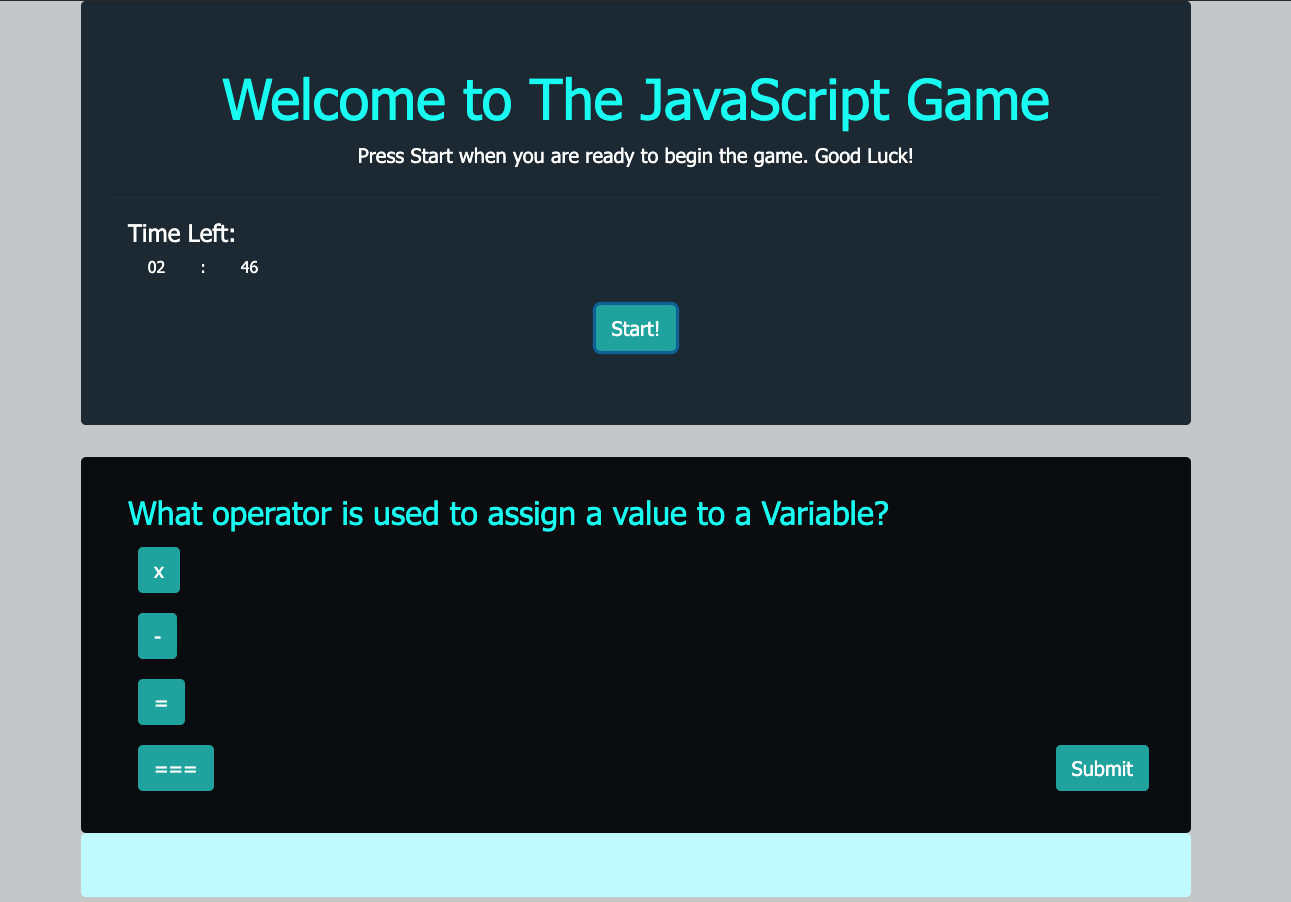 Welcome to The JavaScript Game
Press Start when you are ready to begin the game. Good Luck!
Time Left:
02 : 46
Start!
What operator is used to assign a value to a Variable?
x
-
=
===
Submit